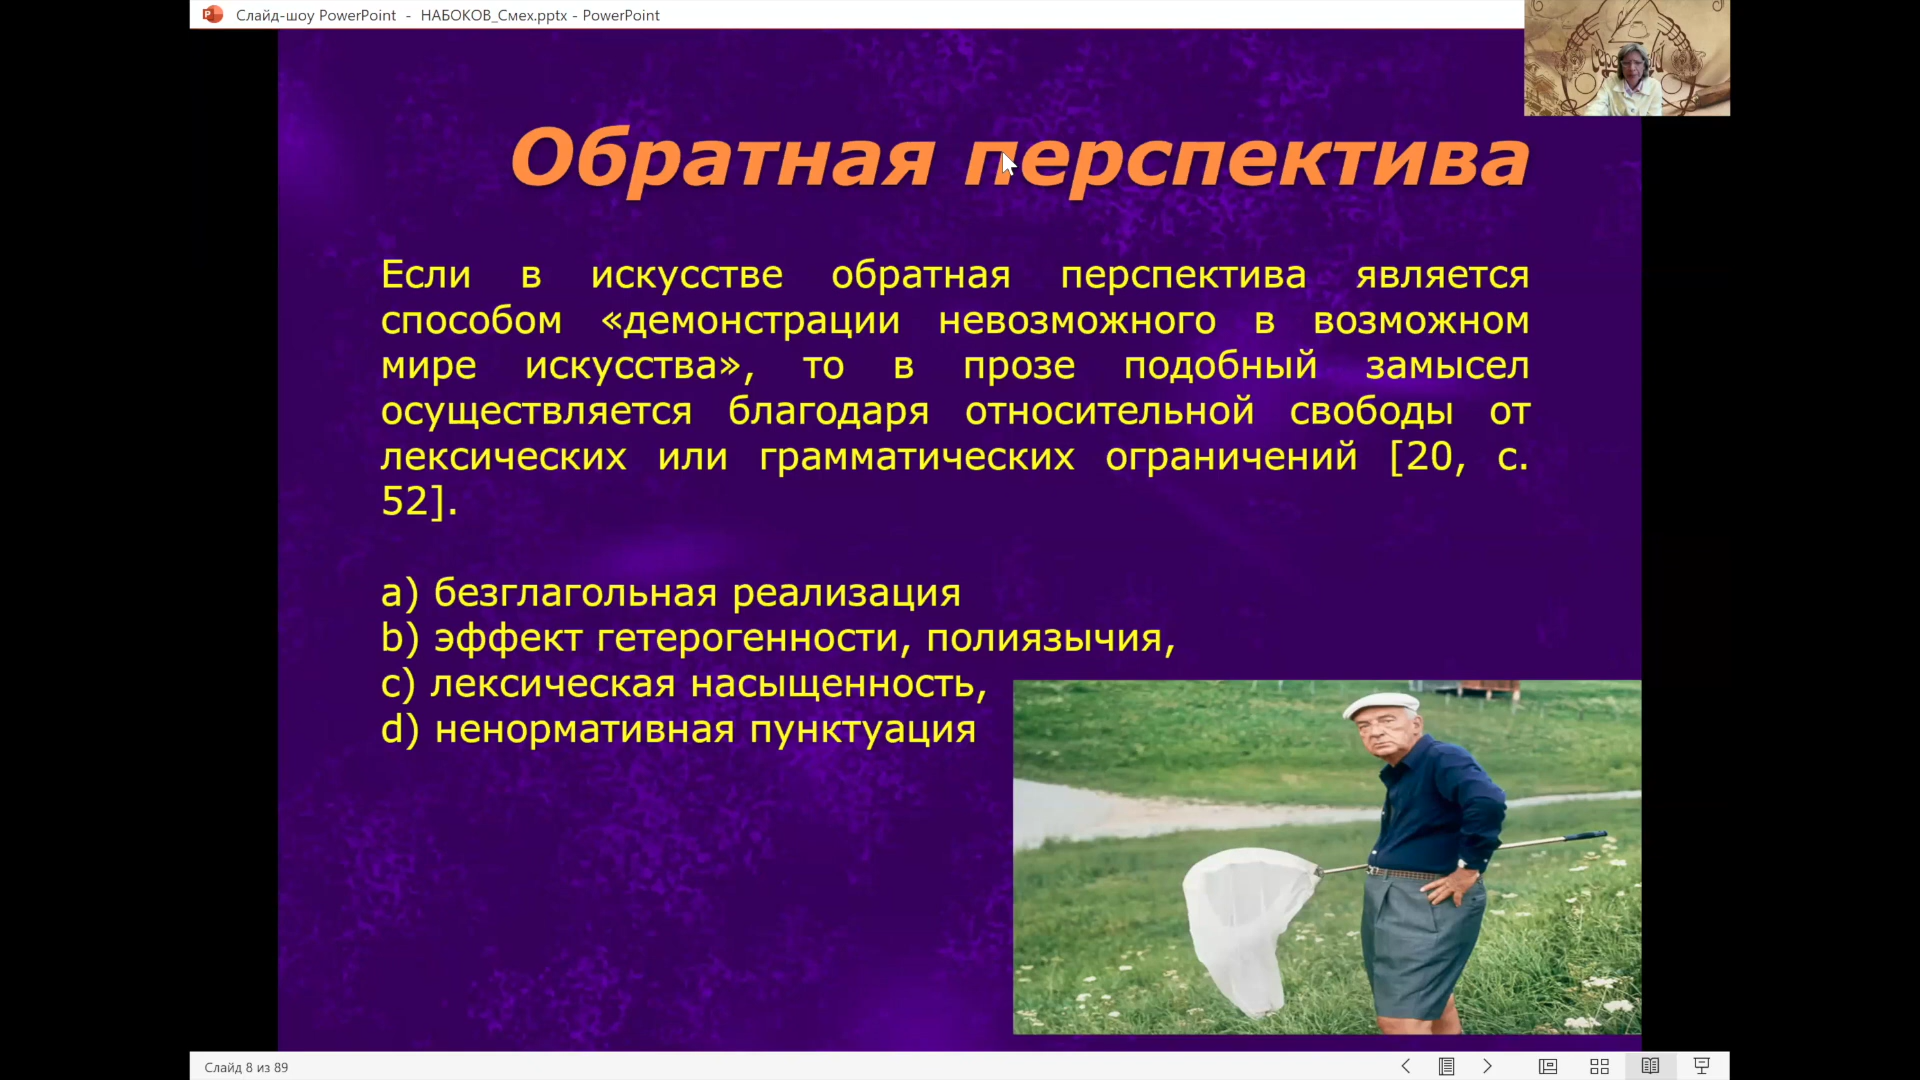 Слайд-шоу PowerPoint - НАБОКОВ_Смех.pptx - PowerPoint
Обратная перспектива
Если в искусстве обратная перспектива является
способом «демонстрации невозможного в возможном
мире искусства», то в прозе подобный замысел
осуществляется благодаря относительной свободы от
лексических или грамматических ограничений [20, с.
52].
a) безглагольная реализация
b) эффект гетерогенности, полиязычия,
c) лексическая насыщенность,
d) ненормативная пунктуация
Слайд 8 из 89